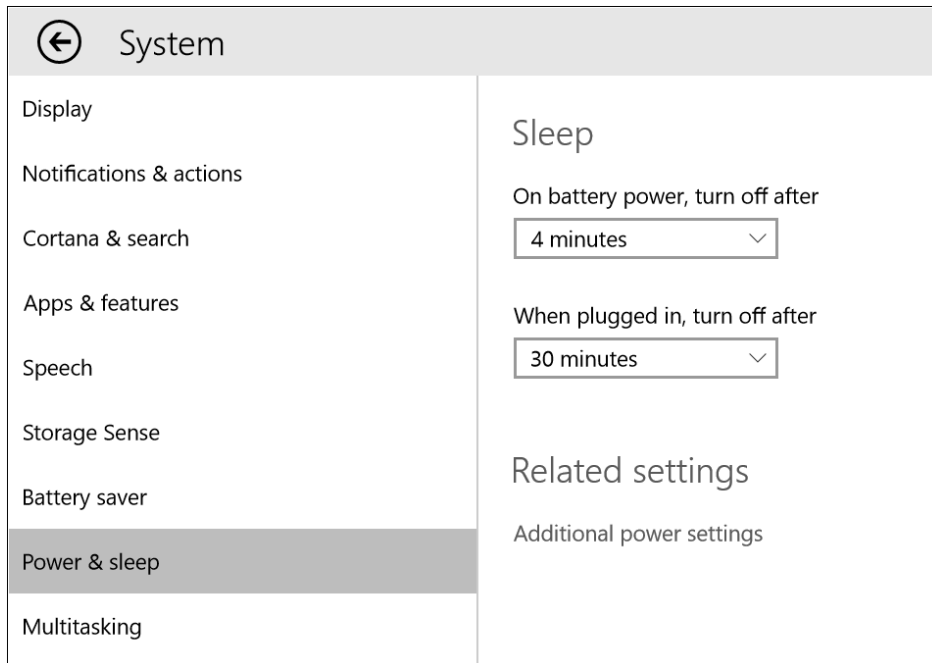 System
Display
Notifications & actions
Cortana & search
Apps & features
Speech
Storage Sense
Battery saver
Power & sleep
Multitasking
Sleep
On battery power, turn off after
4 minutes
When plugged in, turn off after
30 minutes
Related settings
Additional power settings